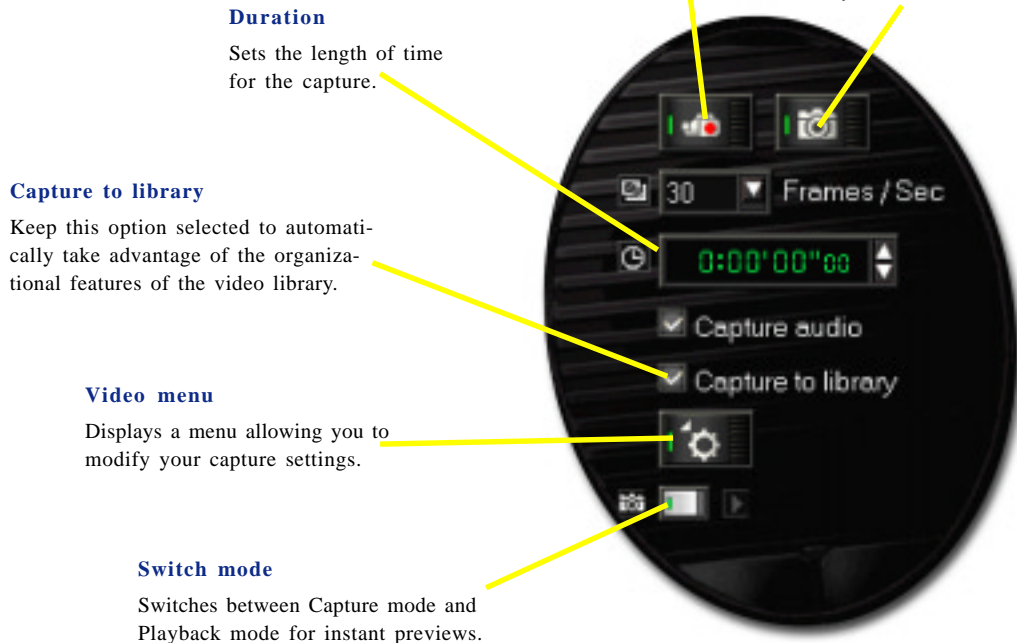 Duration
Sets the length of time
for the capture.
30
Frames / Sec
Capture to library
Keep this option selected to automati-
cally take advantage of the organiza-
tional features of the video library.
0:00'00"00
Capture audio
Capture to library
Video menu
Displays a menu allowing you to
modify your capture settings.
Switch mode
Switches between Capture mode and
Playback mode for instant previews.